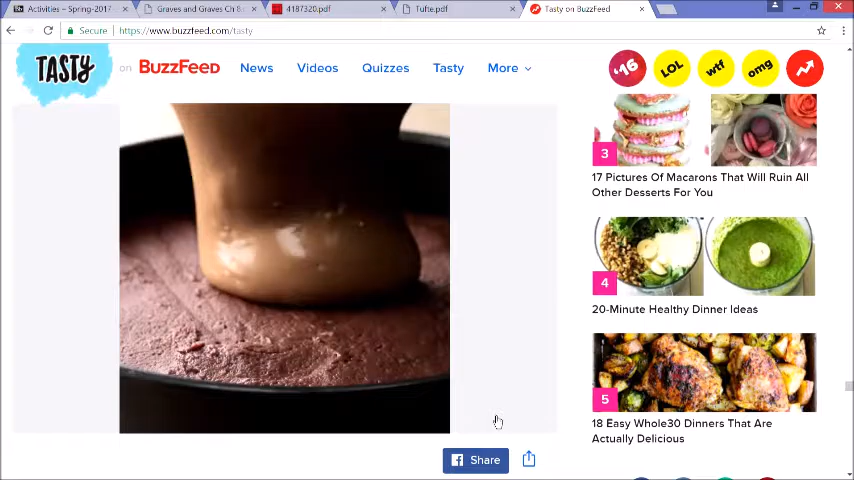 Activities – Spring-2017 -
Graves and Graves Ch 8.
4187320.pdf
Tufte.pdf
Tasty on BuzzFeed
Secure
https://www.buzzfeed.com/tasty
TASTY on BuzzFeed News Videos Quizzes Tasty More
LOL wtf omg
3
17 Pictures Of Macarons That Will Ruin All
Other Desserts For You
4
20-Minute Healthy Dinner Ideas
5
18 Easy Whole30 Dinners That Are
Actually Delicious
Share